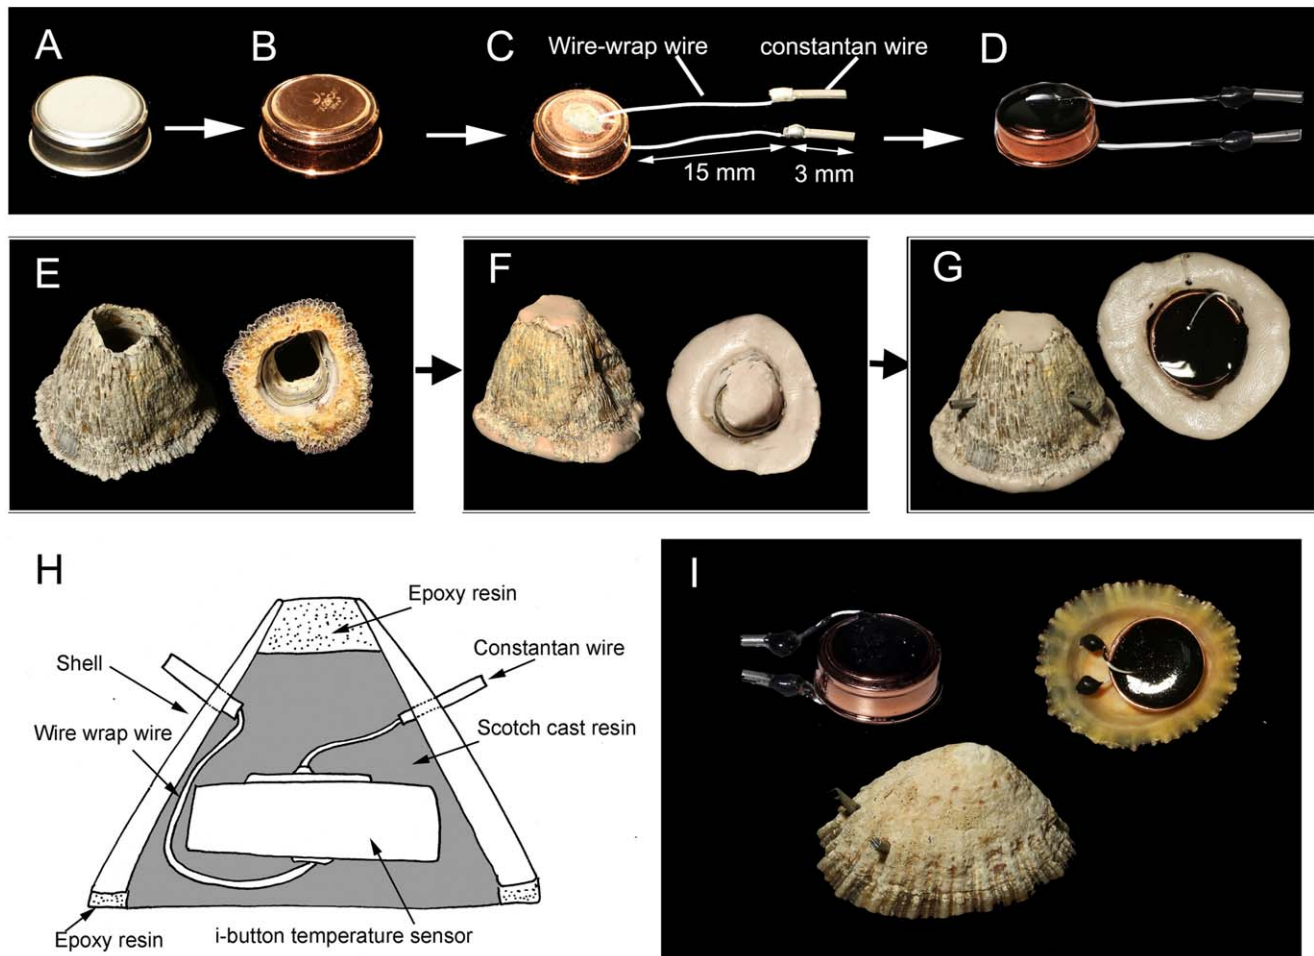 A
B
C
Wire-wrap wire
constantan wire
D
15 mm
3 mm
E
F
G
H
Epoxy resin
Constantan wire
Shell
Wire wrap wire
Scotch cast resin
Epoxy resin
i-button temperature sensor
I